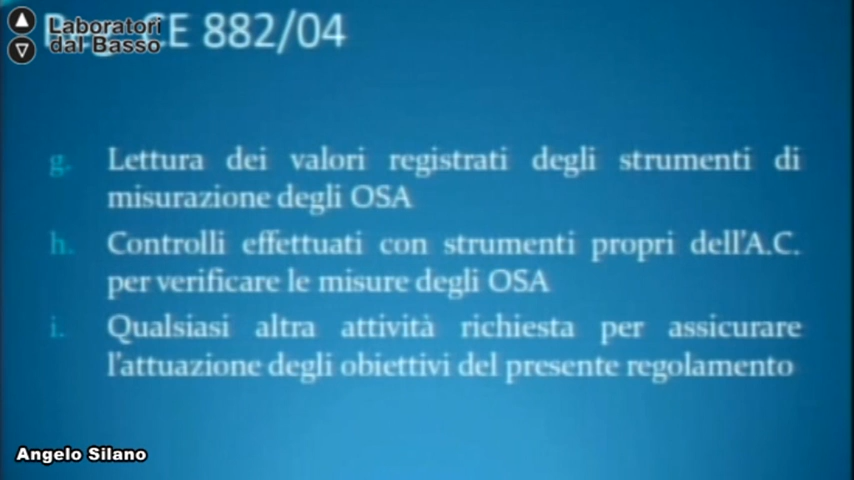 Laboratori
dal Basso
Reg. CE 882/04
g. Lettura dei valori registrati degli strumenti di
misurazione degli OSA
h. Controlli effettuati con strumenti propri dell'A.C.
per verificare le misure degli OSA
i. Qualsiasi altra attività richiesta per assicurare
l'attuazione degli obiettivi del presente regolamento
Angelo Silano